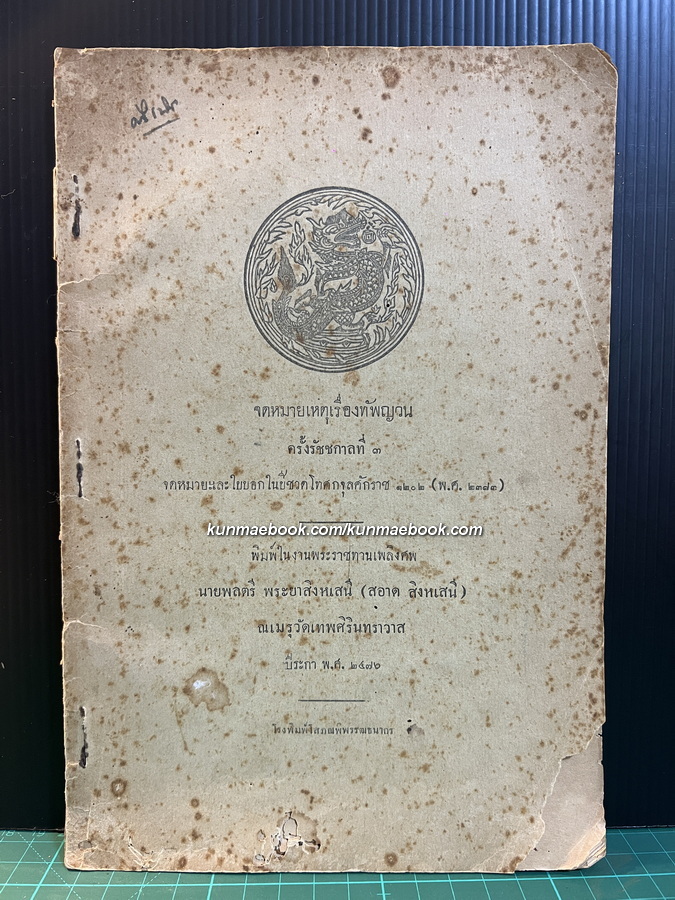 จดหมายเหตุเรื่องทัพญวน
ครั้งรัชชกาลที่ ๓
จดหมายและใบบอกในปีชวดโทศกจุลศักราช ๑๒๐๒ (พ.ศ. ๒๓๘๓)
kunmaebook.com/kunmaebook.com
พิมพ์ในงานพระราชทานเพลิงศพ
นายพลตรี พระยาสิงหเสนี (สอาด สิงหเสนี)
ณเมรุวัดเทพศิรินทราวาส
ปีระกา พ.ศ. ๒๔๗๖
โรงพิมพ์โสภณพิพรรฒธนากร